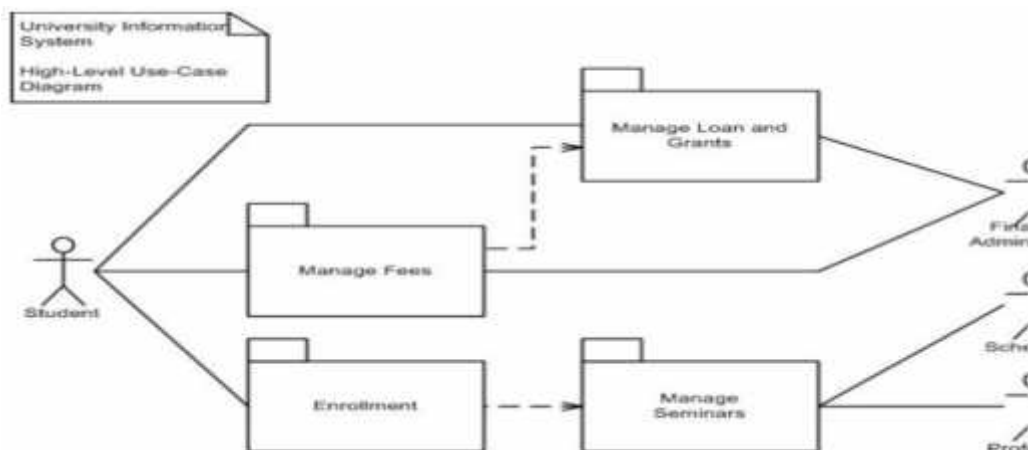 University Information
System
High-Level Use-Case
Diagram
Manage Loan and
Grants
Manage Fees
Student
Enrollment
Manage
Seminars